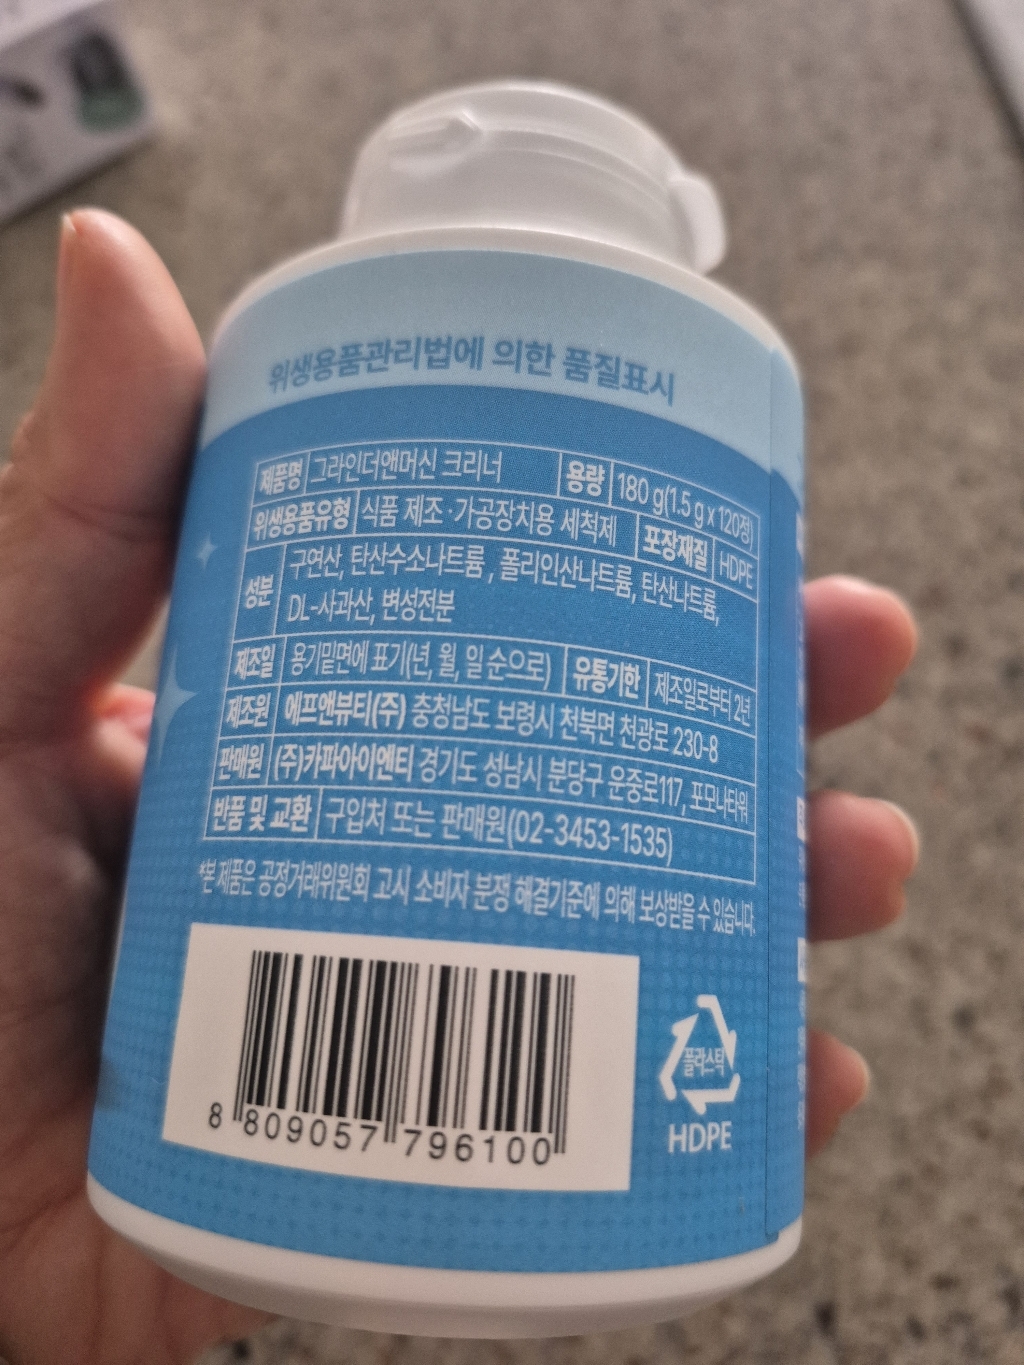 위생용품관리법에 의한 품질표시
제품명 그라인더앤머신 크리너 용량 180 g(1.5 g x 120정)
위생용품유형 식품 제조·가공장치용 세척제 포장재질 HDPE
성분 구연산, 탄산수소나트륨, 폴리인산나트륨, 탄산나트륨,
DL-사과산, 변성전분
제조일 용기밑면에 표기(년, 월, 일 순으로) 유통기한 제조일로부터 2년
제조원 에프앤뷰티(주) 충청남도 보령시 천북면 천광로 230-8
판매원 (주)카파아이엔티 경기도 성남시 분당구 운중로117, 포모나타워
반품 및 교환 구입처 또는 판매원(02-3453-1535)
*본 제품은 공정거래위원회 고시 소비자 분쟁 해결기준에 의해 보상받을 수 있습니다.
플라스틱
HDPE
8 809057 796100